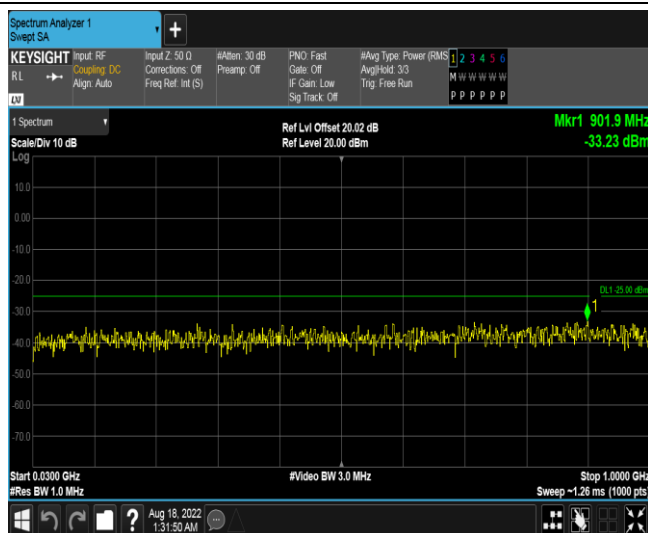 Spectrum Analyzer 1
Swept SA
KEYSIGHT
RL
Input: RF
Coupling: DC
Align: Auto
Input Z: 50 Ω
Corrections: Off
Freq Ref: Int (S)
#Atten: 30 dB
Preamp: Off
PNO: Fast
Gate: Off
IF Gain: Low
Sig Track: Off
#Avg Type: Power (RMS
Avg|Hold: 3/3
Trig: Free Run
1 2 3 4 5 6
M W W W W W
P P P P P P
LXI
1 Spectrum
Scale/Div 10 dB
Ref Lvl Offset 20.02 dB
Ref Level 20.00 dBm
Mkr1 901.9 MHz
-33.23 dBm
Log
10.0
0.00
-10.0
-20.0
DL1 -25.00 dBm
1
-30.0
-40.0
-50.0
-60.0
-70.0
Start 0.0300 GHz
#Res BW 1.0 MHz
#Video BW 3.0 MHz
Stop 1.0000 GHz
Sweep ~1.26 ms (1000 pts)
?
Aug 18, 2022
1:31:50 AM